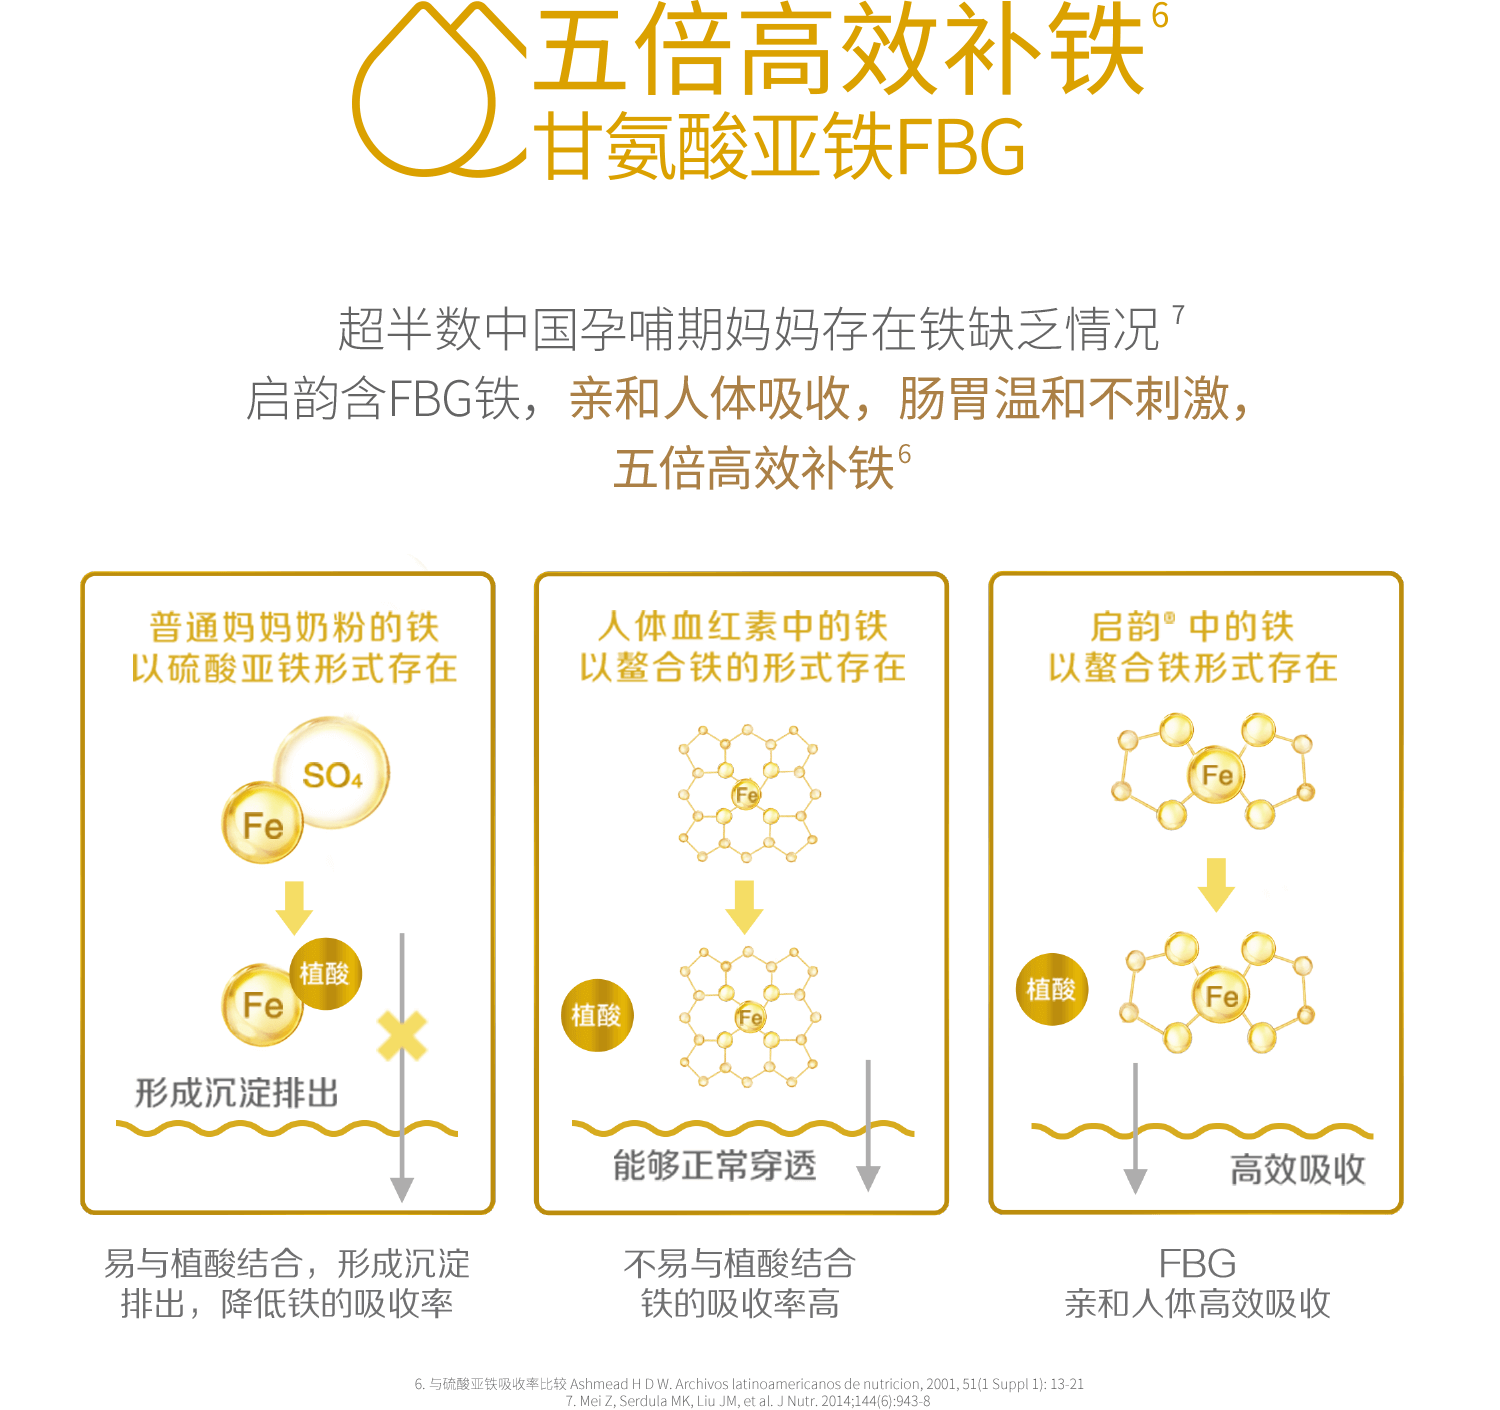 五倍高效补铁6
甘氨酸亚铁FBG
超半数中国孕哺期妈妈存在铁缺乏情况7
启韵含FBG铁，亲和人体吸收，肠胃温和不刺激，
五倍高效补铁6
普通妈妈奶粉的铁
以硫酸亚铁形式存在
SO₄
Fe
植酸
Fe
形成沉淀排出
易与植酸结合，形成沉淀
排出，降低铁的吸收率
人体血红素中的铁
以螯合铁的形式存在
Fe
植酸
Fe
能够正常穿透
不易与植酸结合
铁的吸收率高
启韵® 中的铁
以螯合铁形式存在
Fe
植酸
Fe
高效吸收
FBG
亲和人体高效吸收
6. 与硫酸亚铁吸收率比较 Ashmead H D W. Archivos latinoamericanos de nutricion, 2001, 51(1 Suppl 1): 13-21
7. Mei Z, Serdula MK, Liu JM, et al. J Nutr. 2014;144(6):943-8